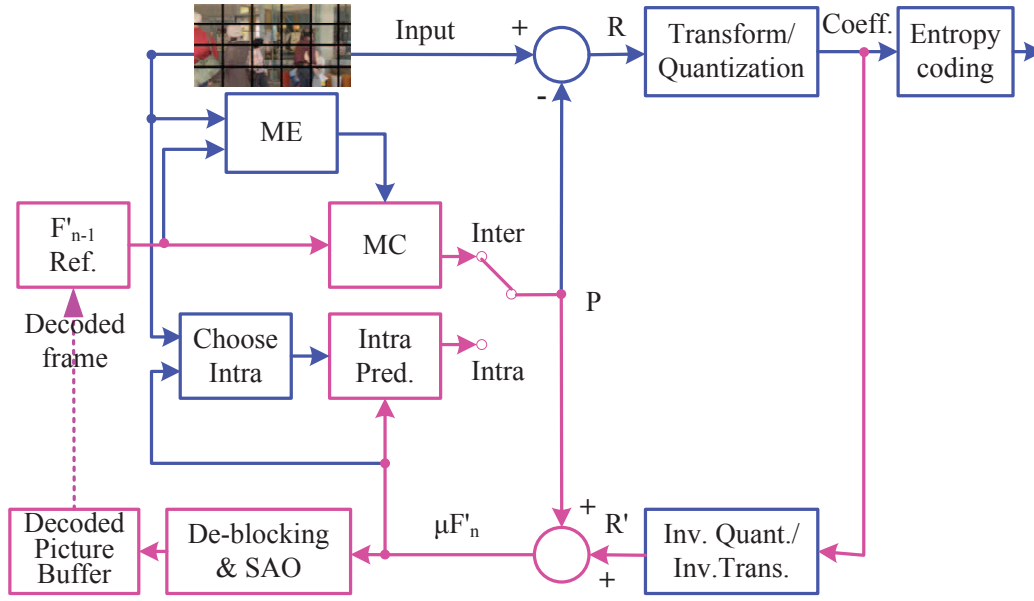 Input
+
-
R
Transform/
Quantization
Coeff.
Entropy
coding
ME
F'n-1
Ref.
MC
Inter
P
Decoded
frame
Choose
Intra
Intra
Pred.
Intra
Decoded
Picture
Buffer
De-blocking
& SAO
μF'n
+
+
R'
Inv. Quant./
Inv.Trans.